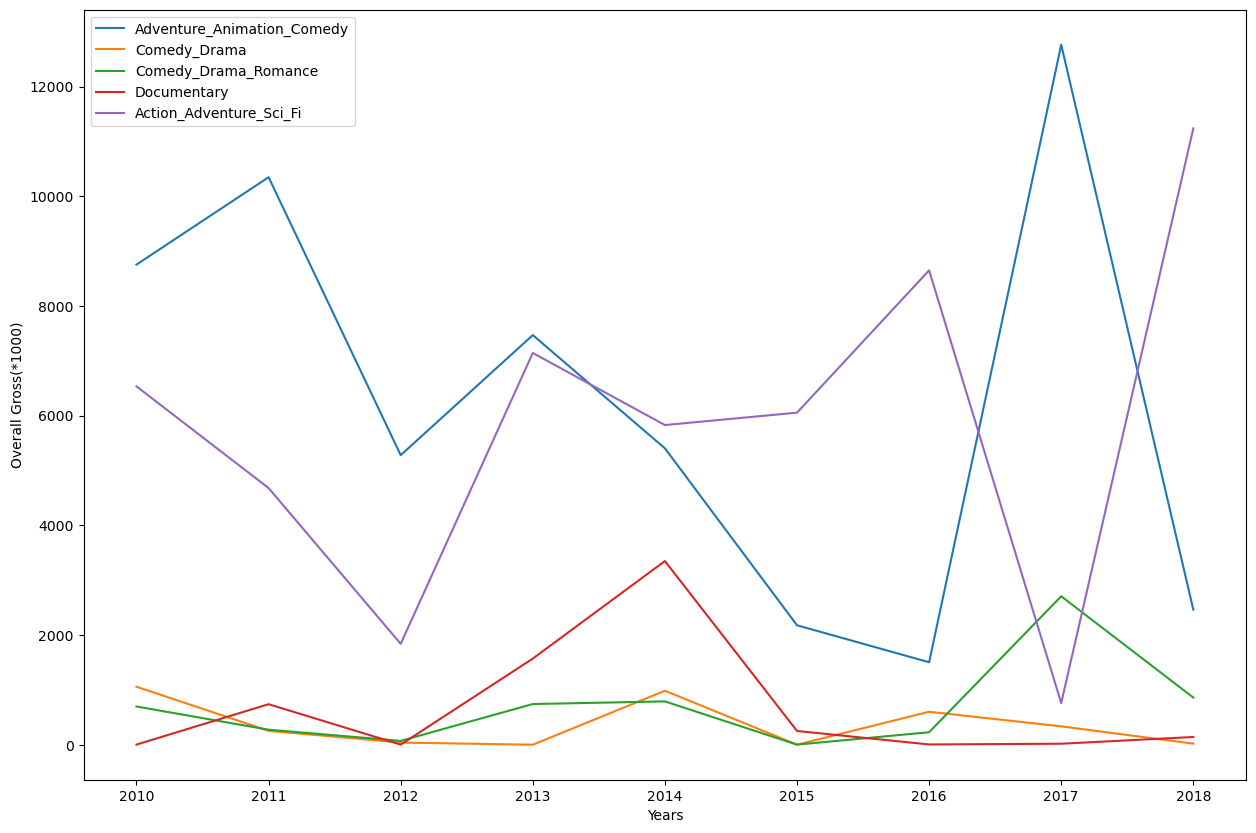 Adventure_Animation_Comedy
Comedy_Drama
Comedy_Drama_Romance
Documentary
Action_Adventure_Sci_Fi
12000
10000
8000
6000
4000
2000
0
Overall Gross(*1000)
2010 2011 2012 2013 2014 2015 2016 2017 2018
Years